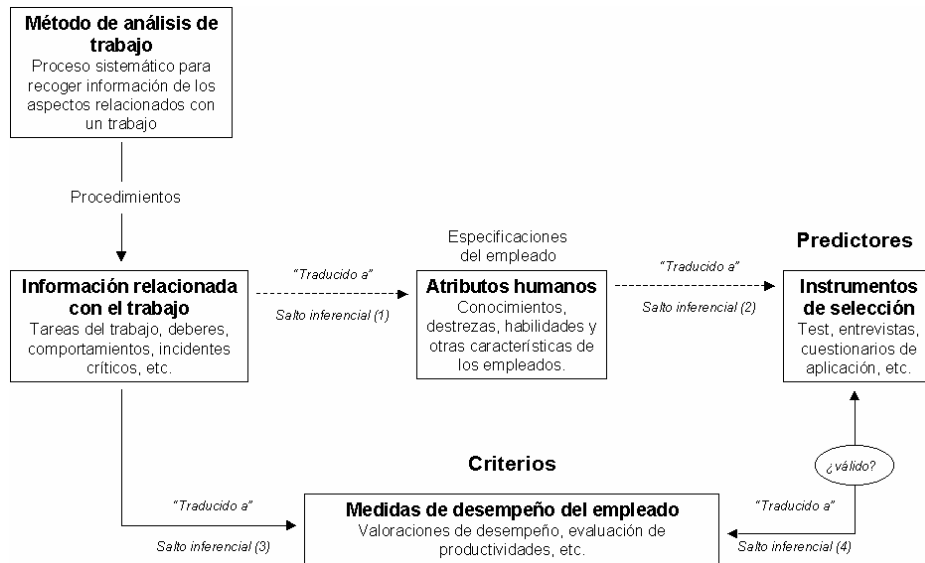 Método de análisis de
trabajo
Proceso sistemático para
recoger información de los
aspectos relacionados con
un trabajo
Procedimientos
Especificaciones
del empleado
Predictores
Información relacionada
con el trabajo
Tareas del trabajo, deberes,
comportamientos, incidentes
críticos, etc.
“Traducido a”
Salto inferencial (1)
Atributos humanos
Conocimientos,
destrezas, habilidades y
otras características de
los empleados.
“Traducido a”
Salto inferencial (2)
Instrumentos
de selección
Test, entrevistas,
cuestionarios de
aplicación, etc.
Criterios
¿válido?
“Traducido a”
Salto inferencial (3)
Medidas de desempeño del empleado
Valoraciones de desempeño, evaluación de
productividades, etc.
“Traducido a”
Salto inferencial (4)